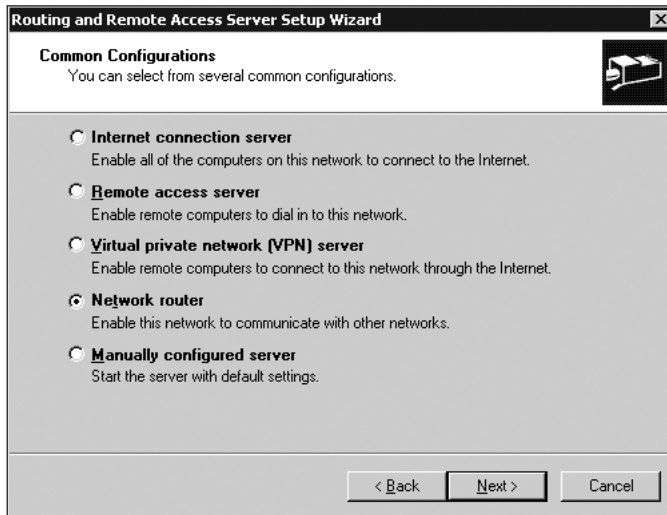 Routing and Remote Access Server Setup Wizard
Common Configurations
You can select from several common configurations.
Internet connection server
Enable all of the computers on this network to connect to the Internet.
Remote access server
Enable remote computers to dial in to this network.
Virtual private network (VPN) server
Enable remote computers to connect to this network through the Internet.
Network router
Enable this network to communicate with other networks.
Manually configured server
Start the server with default settings.
< Back Next > Cancel